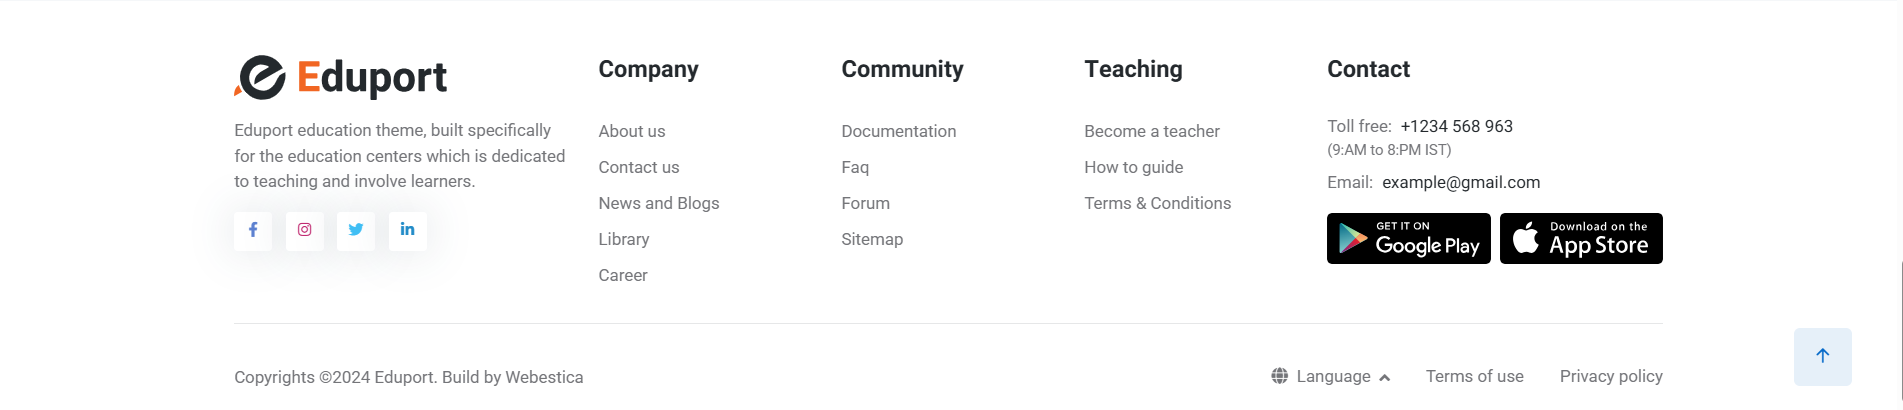 Eduport
Eduport education theme, built specifically
for the education centers which is dedicated
to teaching and involve learners.
Company
About us
Contact us
News and Blogs
Library
Career
Community
Documentation
Faq
Forum
Sitemap
Teaching
Become a teacher
How to guide
Terms & Conditions
Contact
Toll free: +1234 568 963
(9:AM to 8:PM IST)
Email: example@gmail.com
GET IT ON
Google Play
Download on the
App Store
Copyrights ©2024 Eduport. Build by Webestica
Language
Terms of use
Privacy policy